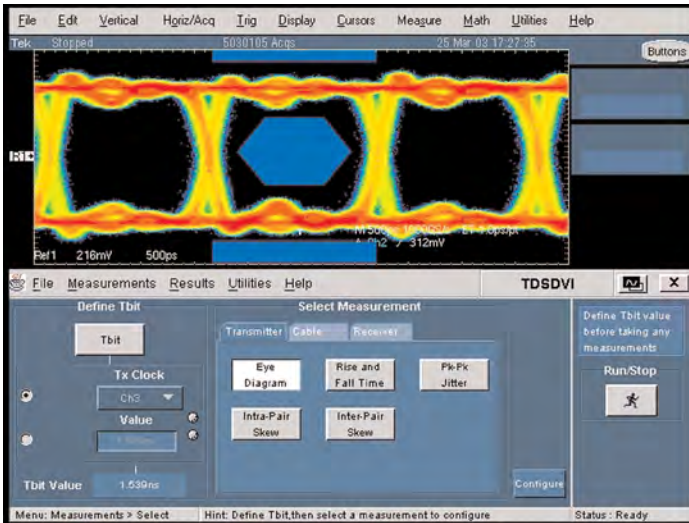 File Edit Vertical Horiz/Acq Trig Display Cursors Measure Math Utilities Help
Tek Stopped 5030105 Acqs 25 Mar 03 17:27:35
Buttons
Ref1 216mV 500ps
Ch2 / 312mV
File Measurements Results Utilities Help TDSDVI X
Define Tbit
Tbit
Tx Clock
Ch3
Value
Tbit Value 1.539ns
Select Measurement
Transmitter Cable Receiver
Eye Diagram
Rise and Fall Time
Pk-Pk Jitter
Intra-Pair Skew
Inter-Pair Skew
Configure
Define Tbit value
before taking any
measurements
Run/Stop
Menu: Measurements > Select Hint: Define Tbit,then select a measurement to configure Status : Ready